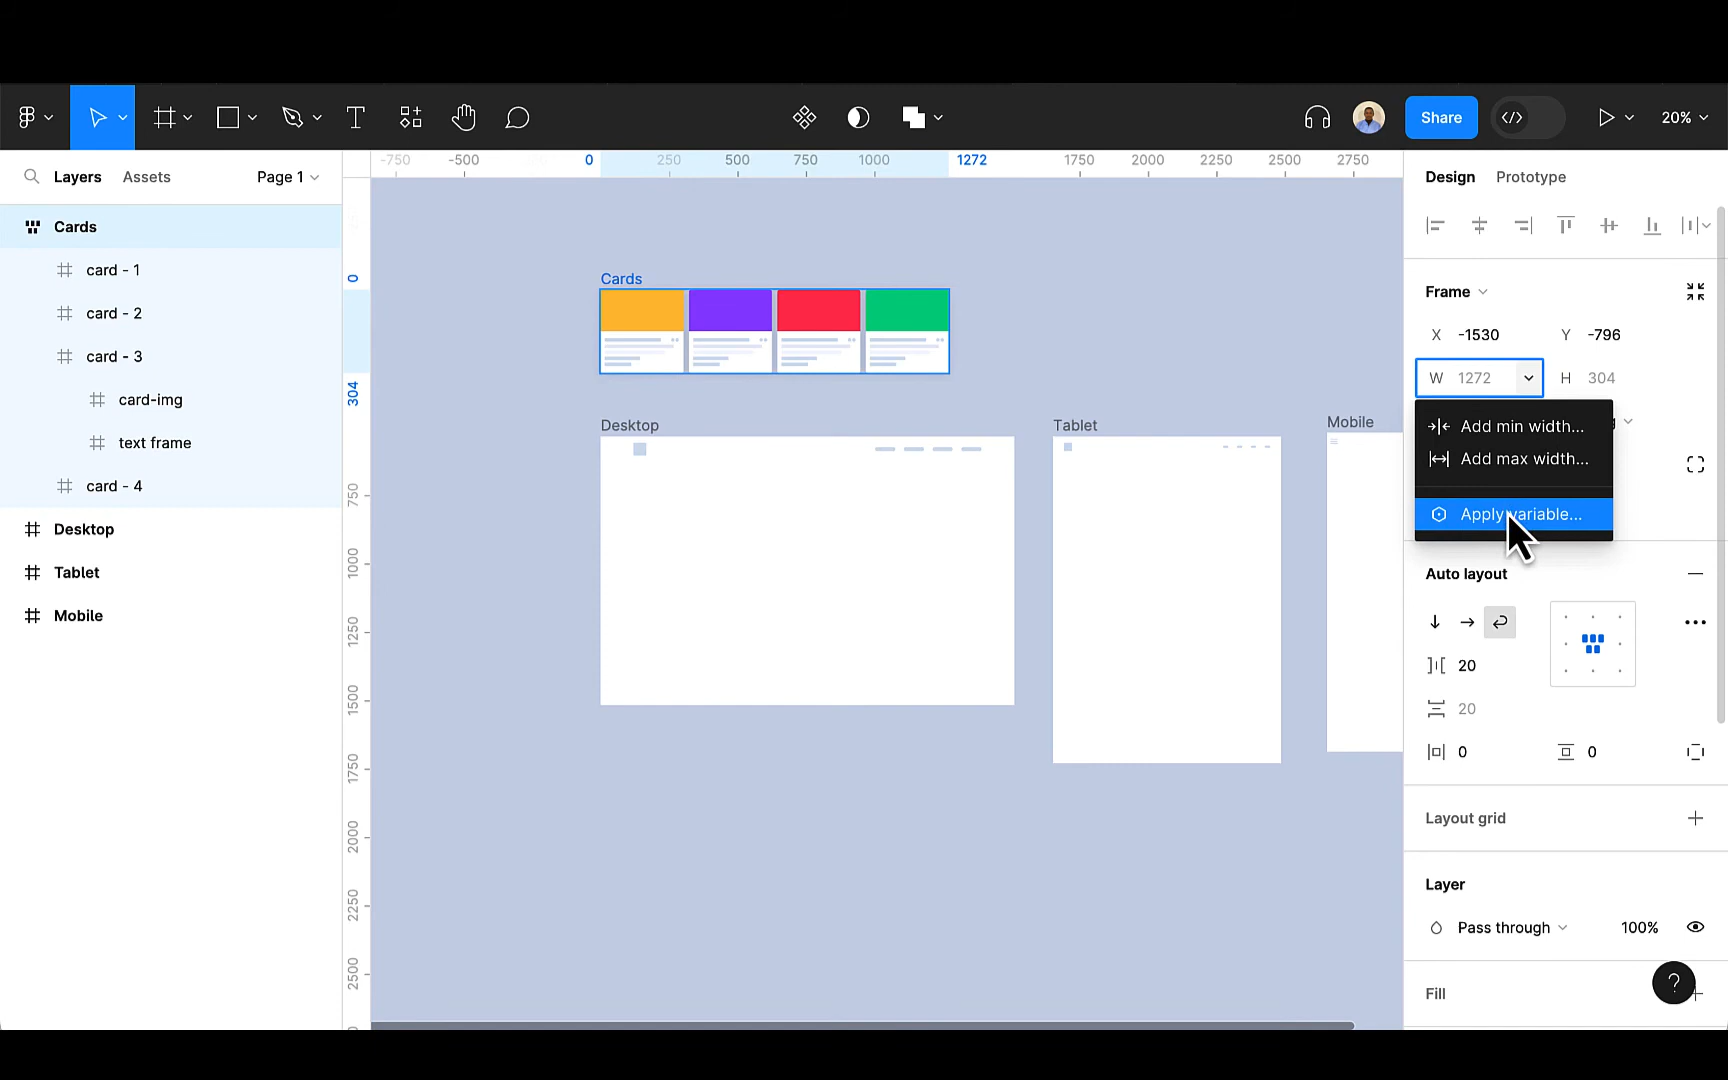 Share
</>
20%
Layers Assets Page 1
-750 -500 0 250 500 750 1000 1272 1750 2000 2250 2500 2750
Design Prototype
Cards
card - 1
card - 2
card - 3
card-img
text frame
card - 4
Desktop
Tablet
Mobile
0
304
750
1000
1250
1500
1750
2000
2250
2500
Cards
Desktop
Tablet
Mobile
Frame
X -1530 Y -796
W 1272 H 304
Add min width...
Add max width...
Apply variable...
Auto layout
20
20
0 0
Layout grid
Layer
Pass through 100%
Fill
?